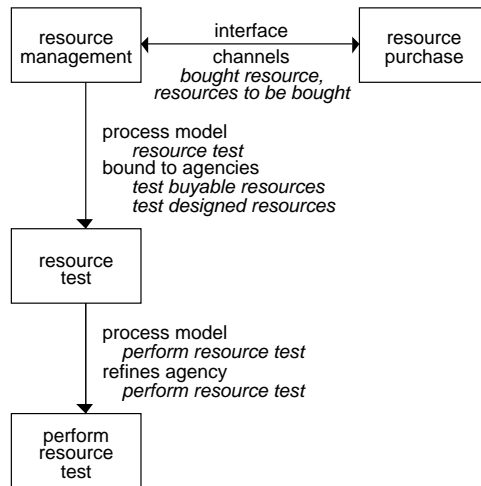 resource
management
interface
channels
bought resource,
resources to be bought
resource
purchase
process model
resource test
bound to agencies
test buyable resources
test designed resources
resource
test
process model
perform resource test
refines agency
perform resource test
perform
resource
test